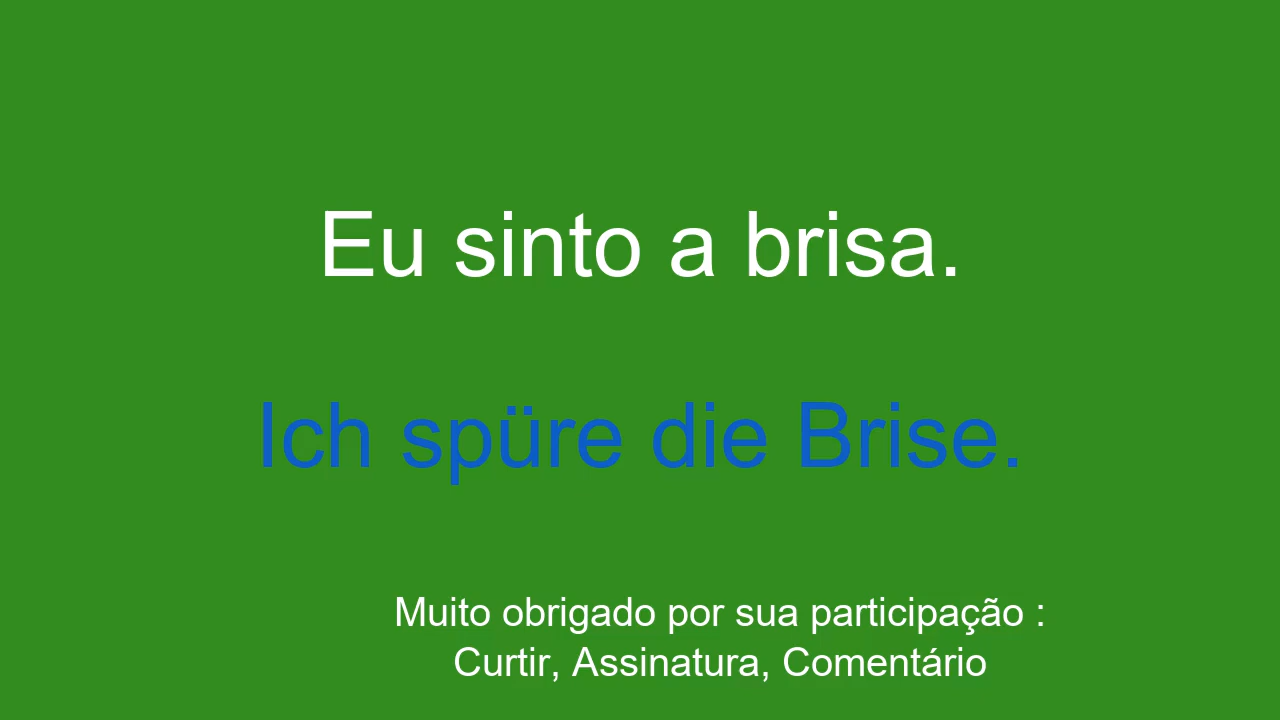 Eu sinto a brisa.
Ich spüre die Brise.
Muito obrigado por sua participação :
Curtir, Assinatura, Comentário